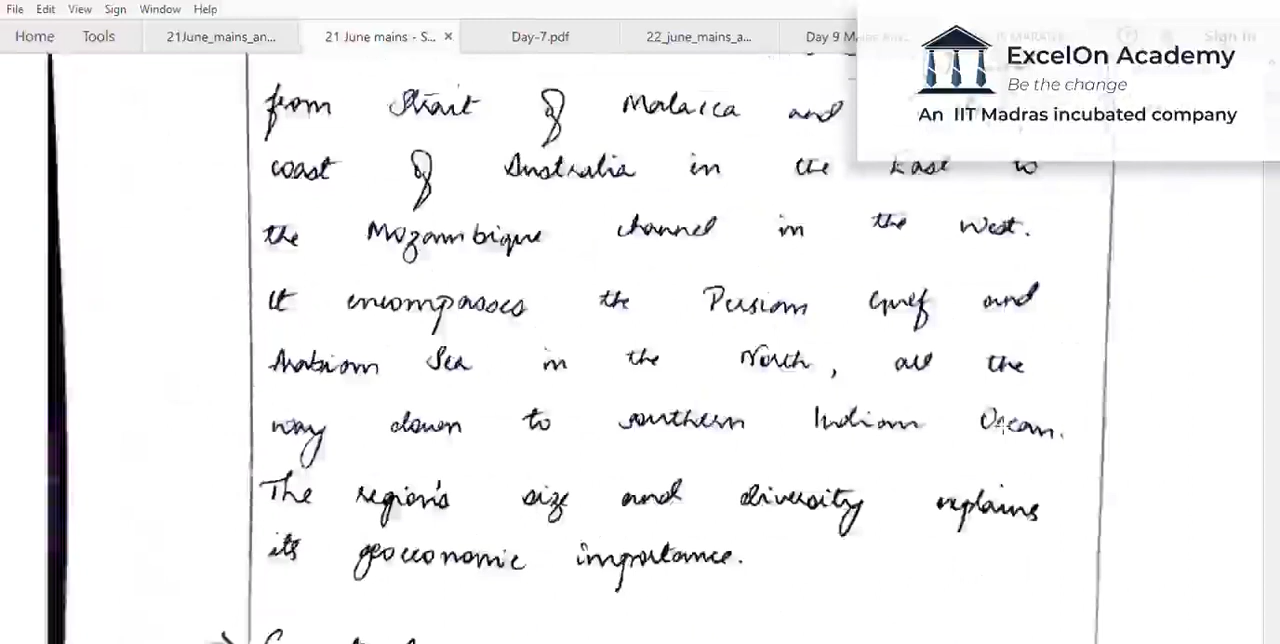 File Edit View Sign Window Help
Home Tools 21June_mains_an... 21 June mains - S... × Day-7.pdf 22_june_mains_a... Day 9 M Sign In
ExcelOn Academy
Be the change
An IIT Madras incubated company
from Strait of Malacca and
coast of Australia in the East to
the Mozambique channel in the West.
It encompasses the Persian Gulf and
Arabian Sea in the North, all the
way down to southern Indian Ocean.
The region's size and diversity explains
its geoeconomic importance.